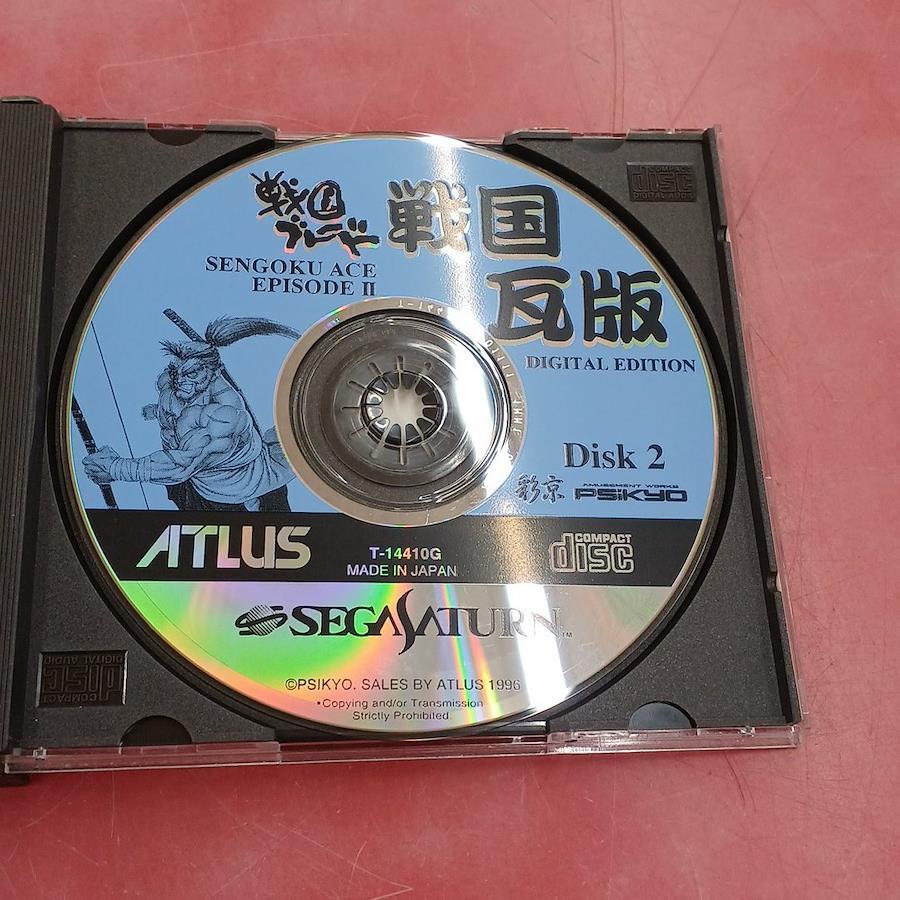 戦国ブレード
戦国
瓦版
SENGOKU ACE
EPISODE II
DIGITAL EDITION
Disk 2
彩京
AMUSEMENT WORKS
PSIKYO
ATLUS
T-14410G
MADE IN JAPAN
COMPACT
disc
SEGA SATURN™
©PSIKYO. SALES BY ATLUS 1996
•Copying and/or Transmission
Strictly Prohibited.
COMPACT
disc
DIGITAL AUDIO
COMPACT
disc
DIGITAL AUDIO